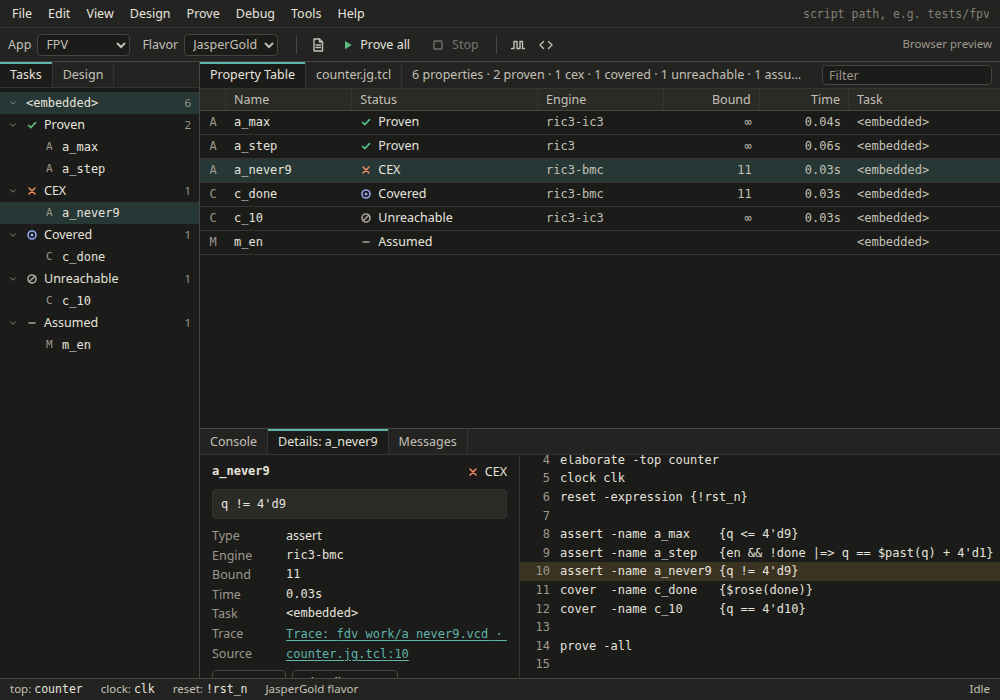 File Edit View Design Prove Debug Tools Help script path, e.g. tests/fpv
App FPV Flavor JasperGold Prove all Stop Browser preview
Tasks Design Property Table counter.jg.tcl 6 properties · 2 proven · 1 cex · 1 covered · 1 unreachable · 1 assu... Filter
<embedded> 6
Proven 2
A a_max
A a_step
CEX 1
A a_never9
Covered 1
C c_done
Unreachable 1
C c_10
Assumed 1
M m_en
Name Status Engine Bound Time Task
A a_max Proven ric3-ic3 ∞ 0.04s <embedded>
A a_step Proven ric3 ∞ 0.06s <embedded>
A a_never9 CEX ric3-bmc 11 0.03s <embedded>
C c_done Covered ric3-bmc 11 0.03s <embedded>
C c_10 Unreachable ric3-ic3 ∞ 0.03s <embedded>
M m_en Assumed <embedded>
Console Details: a_never9 Messages
a_never9 CEX
q != 4'd9
Type assert
Engine ric3-bmc
Bound 11
Time 0.03s
Task <embedded>
Trace Trace: fdv_work/a_never9.vcd ·
Source counter.jg.tcl:10
4 elaborate -top counter
5 clock clk
6 reset -expression {!rst_n}
7
8 assert -name a_max {q <= 4'd9}
9 assert -name a_step {en && !done |=> q == $past(q) + 4'd1}
10 assert -name a_never9 {q != 4'd9}
11 cover -name c_done {$rose(done)}
12 cover -name c_10 {q == 4'd10}
13
14 prove -all
15
top: counter clock: clk reset: !rst_n JasperGold flavor Idle